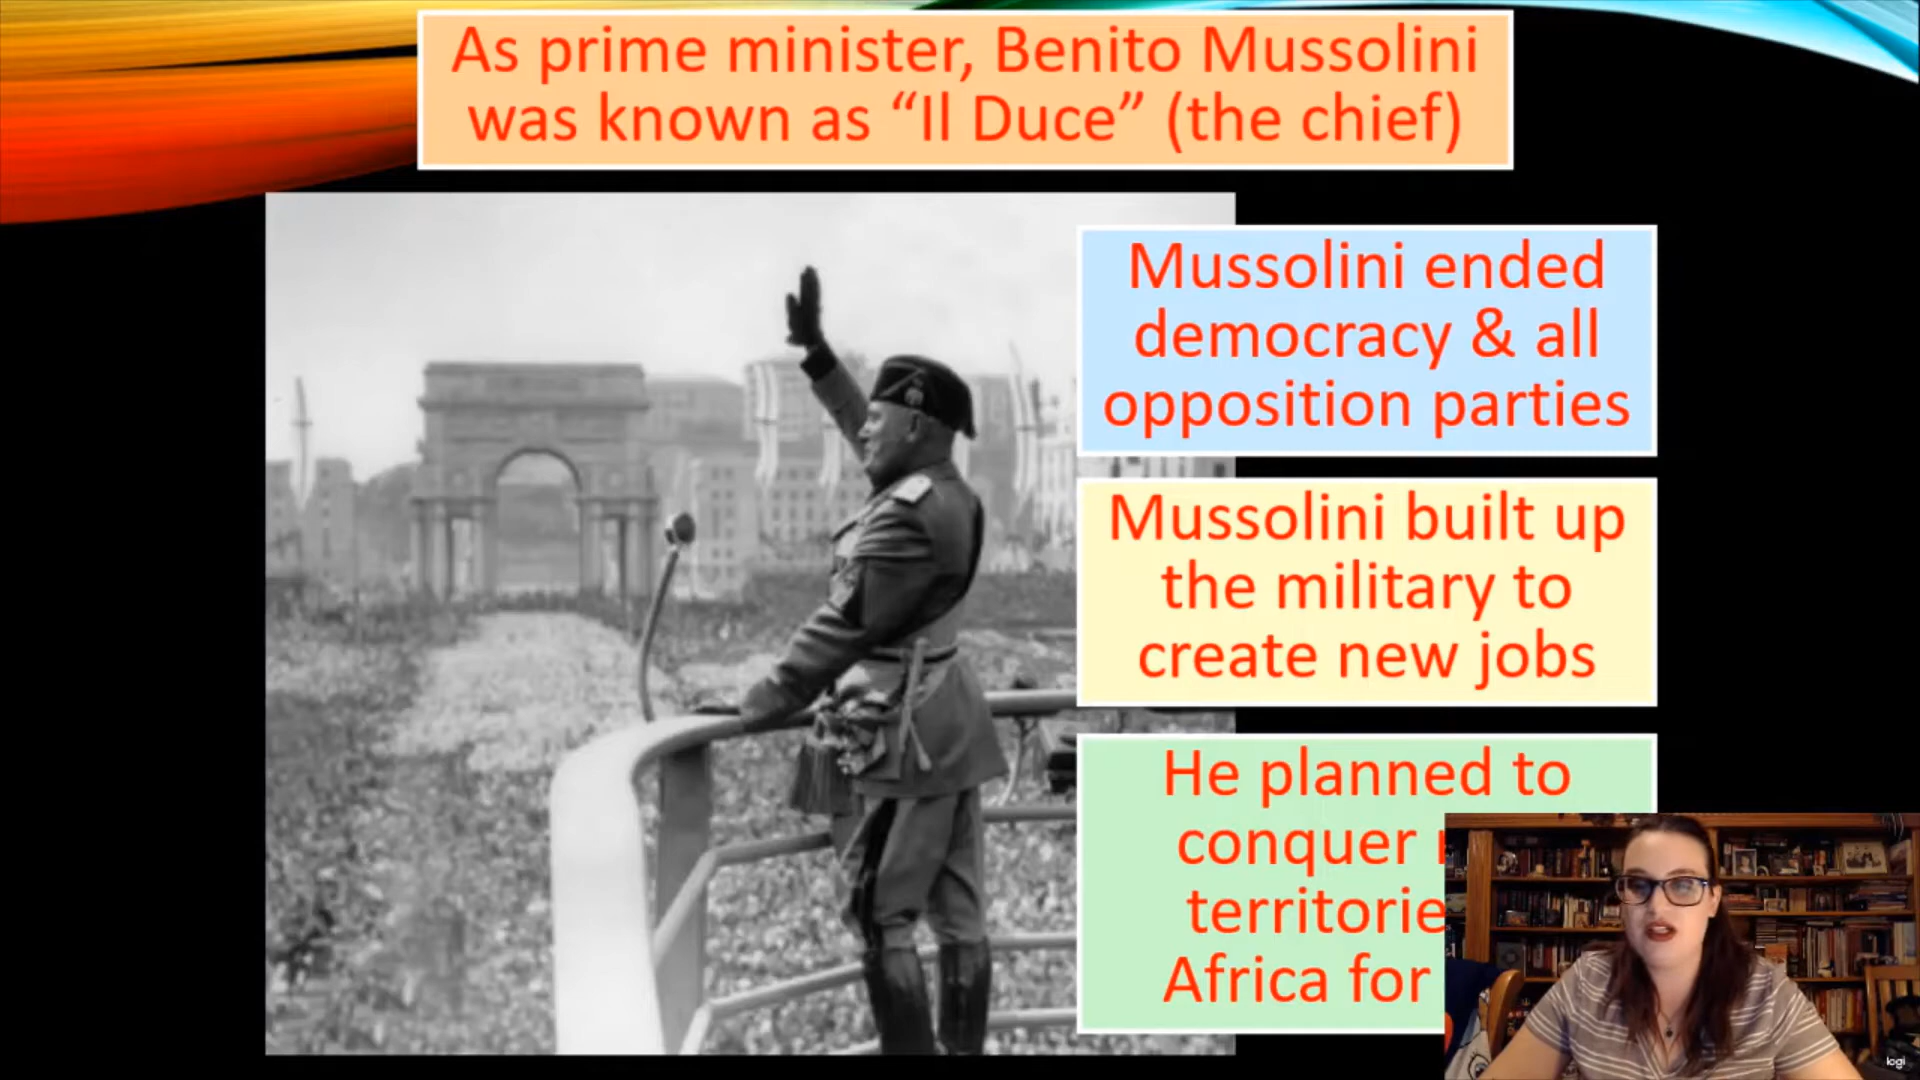 As prime minister, Benito Mussolini
was known as “Il Duce” (the chief)
Mussolini ended
democracy & all
opposition parties
Mussolini built up
the military to
create new jobs
He planned to
conquer
territorie
Africa for
logi